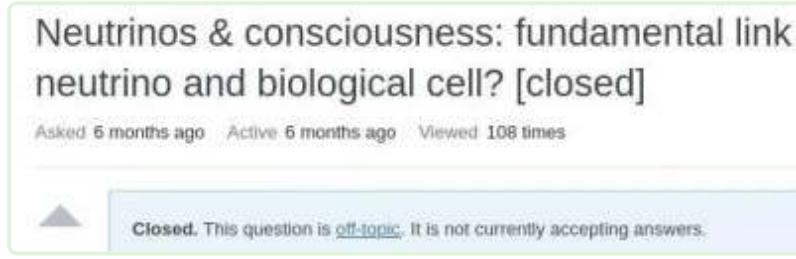 Neutrinos & consciousness: fundamental link
neutrino and biological cell? [closed]
Asked 6 months ago Active 6 months ago Viewed 108 times
Closed. This question is off-topic. It is not currently accepting answers.